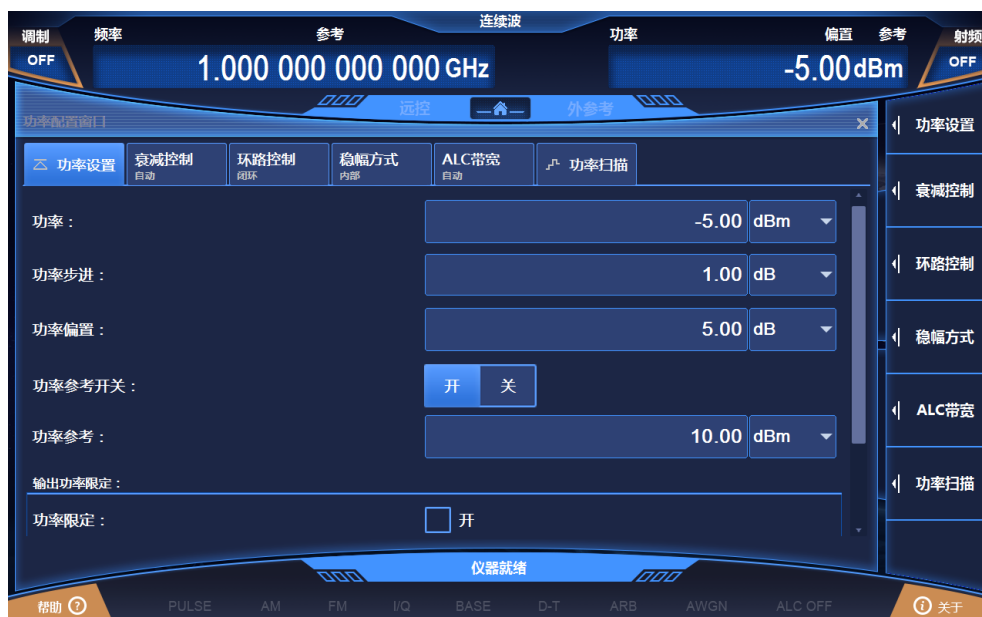 连续波
调制 频率 参考 功率 偏置 参考 射频
OFF 1.000 000 000 000 GHz -5.00 dBm OFF
远控 外参考
功率配置窗口
功率设置 衰减控制 环路控制 稳幅方式 ALC带宽 功率扫描
自动 闭环 内部 自动
功率: -5.00 dBm
功率步进: 1.00 dB
功率偏置: 5.00 dB
功率参考开关: 开 关
功率参考: 10.00 dBm
输出功率限定:
功率限定: 开
功率设置
衰减控制
环路控制
稳幅方式
ALC带宽
功率扫描
仪器就绪
帮助 PULSE AM FM I/Q BASE D-T ARB AWGN ALC OFF 关于